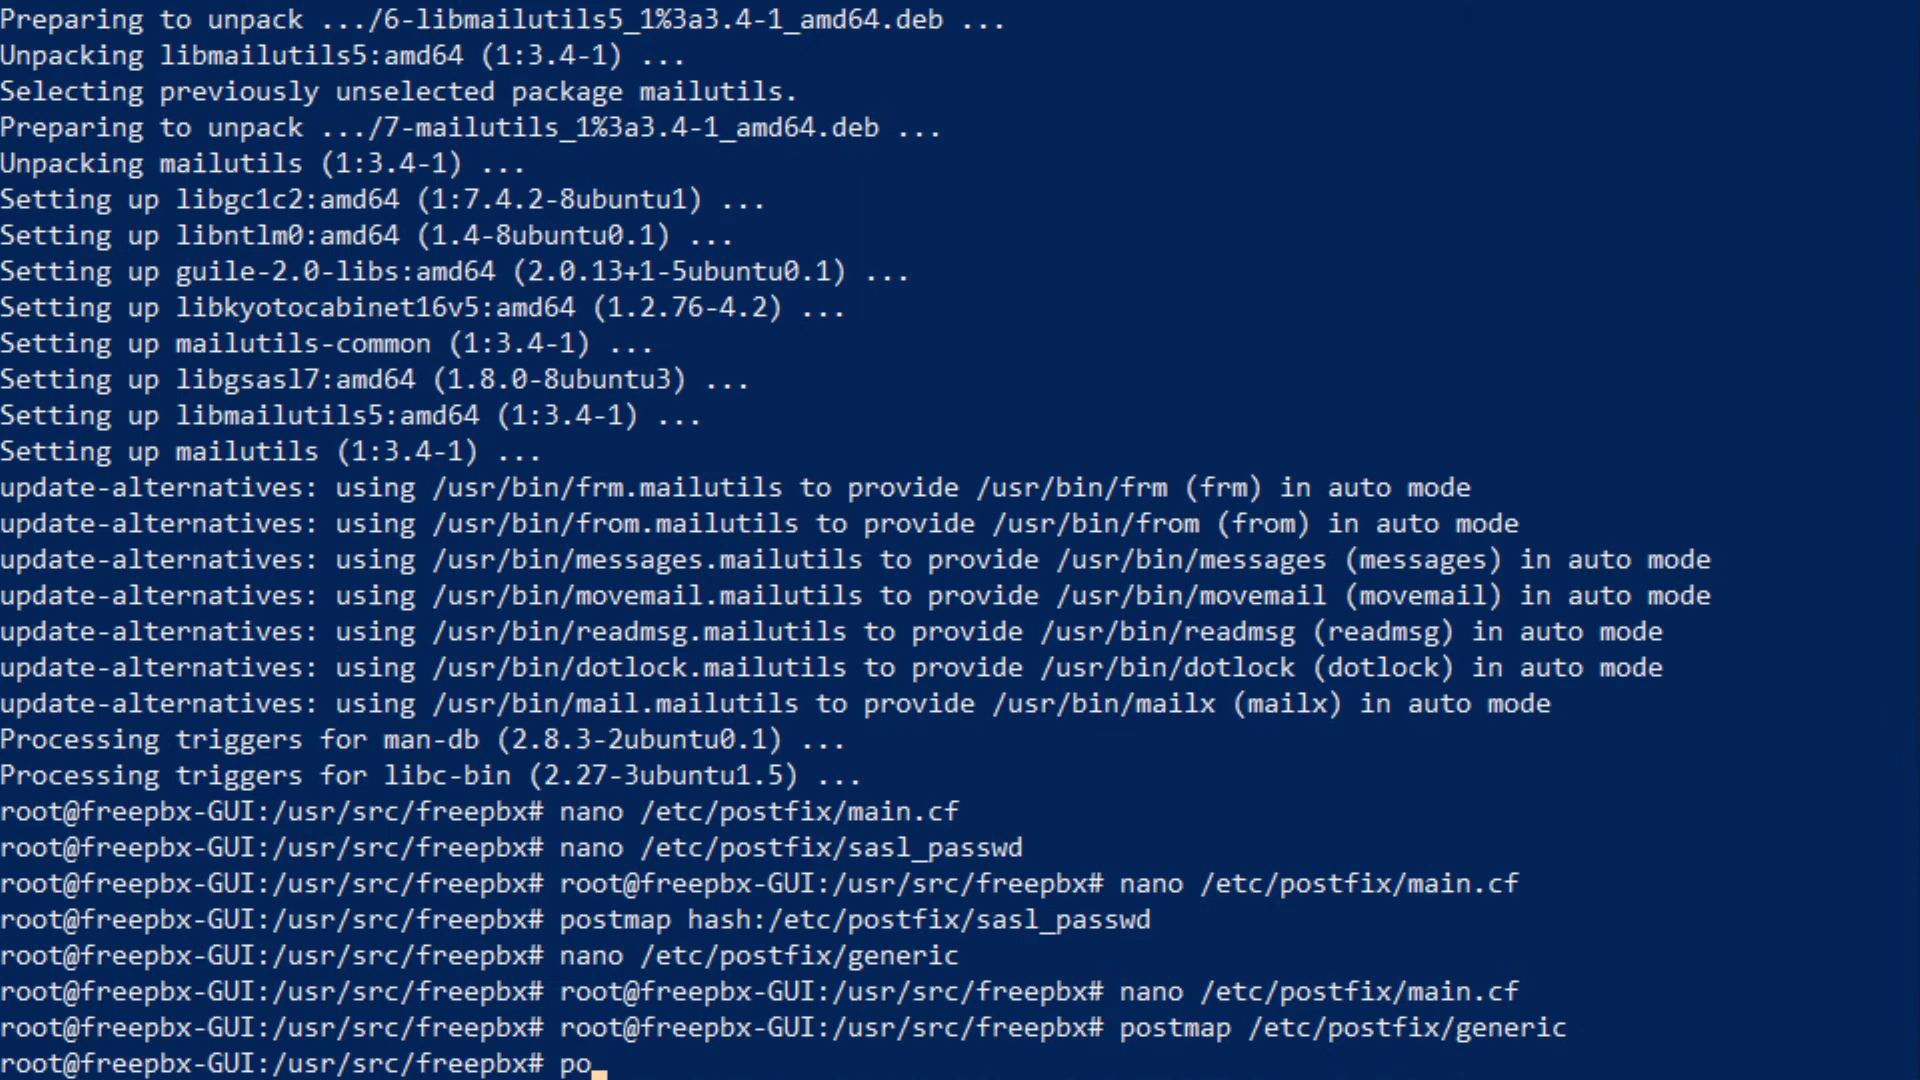 Preparing to unpack .../6-libmailutils5_1%3a3.4-1_amd64.deb ...
Unpacking libmailutils5:amd64 (1:3.4-1) ...
Selecting previously unselected package mailutils.
Preparing to unpack .../7-mailutils_1%3a3.4-1_amd64.deb ...
Unpacking mailutils (1:3.4-1) ...
Setting up libgc1c2:amd64 (1:7.4.2-8ubuntu1) ...
Setting up libntlm0:amd64 (1.4-8ubuntu0.1) ...
Setting up guile-2.0-libs:amd64 (2.0.13+1-5ubuntu0.1) ...
Setting up libkyotocabinet16v5:amd64 (1.2.76-4.2) ...
Setting up mailutils-common (1:3.4-1) ...
Setting up libgsasl7:amd64 (1.8.0-8ubuntu3) ...
Setting up libmailutils5:amd64 (1:3.4-1) ...
Setting up mailutils (1:3.4-1) ...
update-alternatives: using /usr/bin/frm.mailutils to provide /usr/bin/frm (frm) in auto mode
update-alternatives: using /usr/bin/from.mailutils to provide /usr/bin/from (from) in auto mode
update-alternatives: using /usr/bin/messages.mailutils to provide /usr/bin/messages (messages) in auto mode
update-alternatives: using /usr/bin/movemail.mailutils to provide /usr/bin/movemail (movemail) in auto mode
update-alternatives: using /usr/bin/readmsg.mailutils to provide /usr/bin/readmsg (readmsg) in auto mode
update-alternatives: using /usr/bin/dotlock.mailutils to provide /usr/bin/dotlock (dotlock) in auto mode
update-alternatives: using /usr/bin/mail.mailutils to provide /usr/bin/mailx (mailx) in auto mode
Processing triggers for man-db (2.8.3-2ubuntu0.1) ...
Processing triggers for libc-bin (2.27-3ubuntu1.5) ...
root@freepbx-GUI:/usr/src/freepbx# nano /etc/postfix/main.cf
root@freepbx-GUI:/usr/src/freepbx# nano /etc/postfix/sasl_passwd
root@freepbx-GUI:/usr/src/freepbx# root@freepbx-GUI:/usr/src/freepbx# nano /etc/postfix/main.cf
root@freepbx-GUI:/usr/src/freepbx# postmap hash:/etc/postfix/sasl_passwd
root@freepbx-GUI:/usr/src/freepbx# nano /etc/postfix/generic
root@freepbx-GUI:/usr/src/freepbx# root@freepbx-GUI:/usr/src/freepbx# nano /etc/postfix/main.cf
root@freepbx-GUI:/usr/src/freepbx# root@freepbx-GUI:/usr/src/freepbx# postmap /etc/postfix/generic
root@freepbx-GUI:/usr/src/freepbx# po